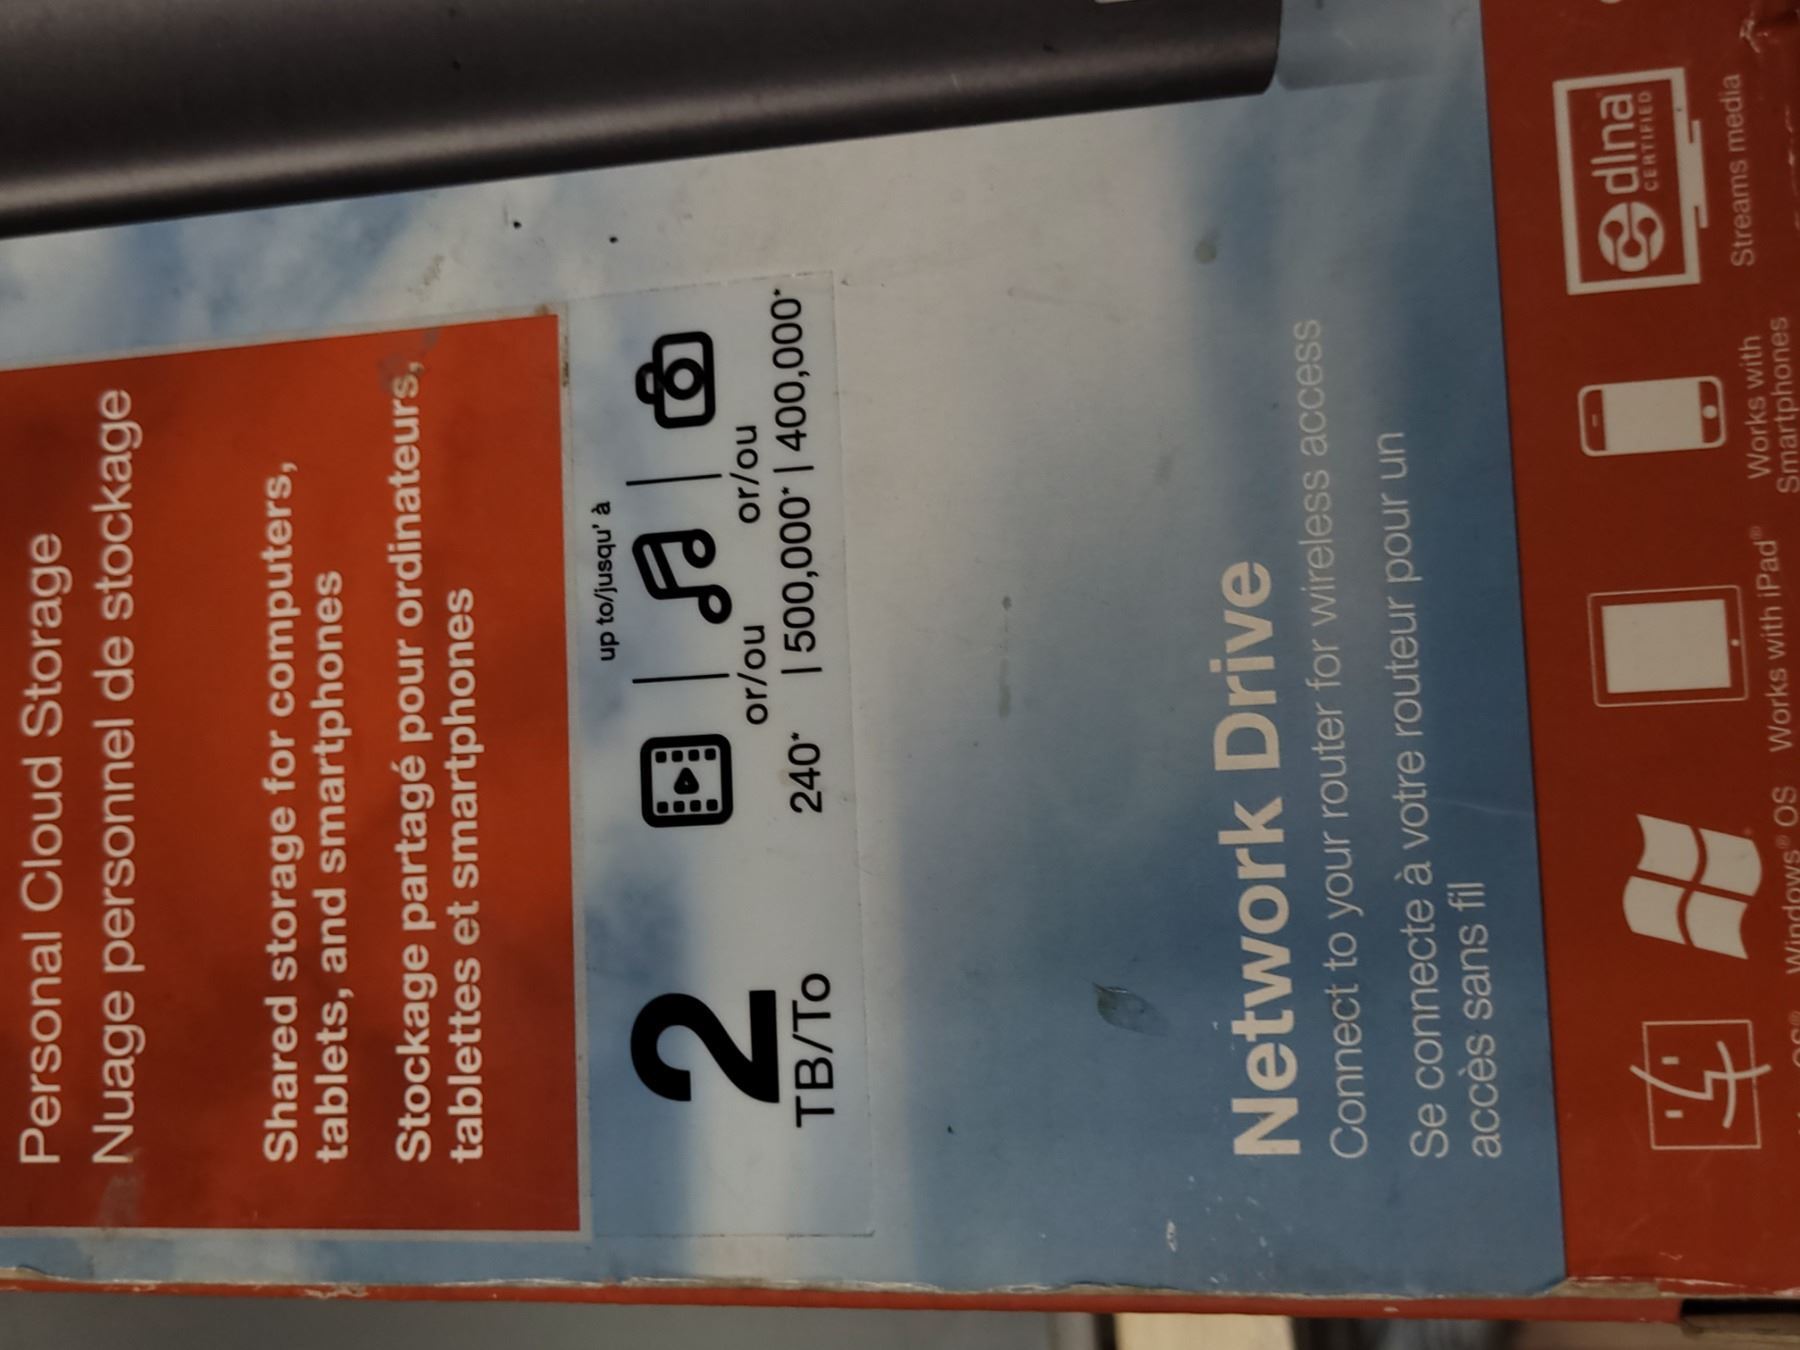 Personal Cloud Storage
Nuage personnel de stockage
Shared storage for computers,
tablets, and smartphones
Stockage partagé pour ordinateurs,
tablettes et smartphones
up to/jusqu' à
or/ou
or/ou
2
TB/To
240* | 500,000* | 400,000*
Network Drive
Connect to your router for wireless access
Se connecte à votre routeur pour un
accès sans fil
dlna
CERTIFIED
Windows® OS
Works with iPad®
Works with
Smartphones
Streams media